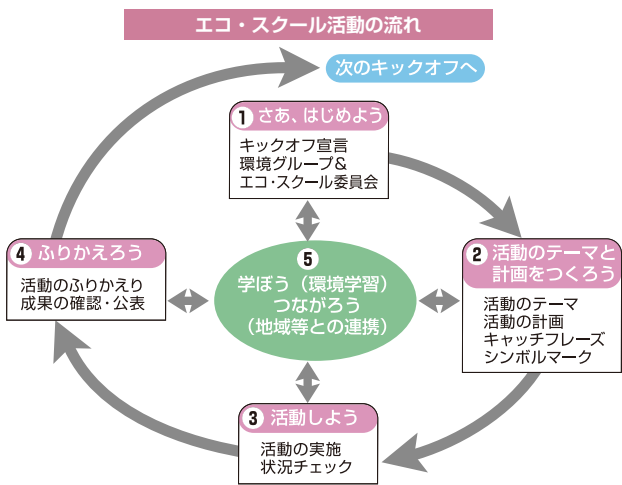 エコ・スクール活動の流れ
次のキックオフへ
1 さあ、はじめよう
キックオフ宣言
環境グループ&
エコ・スクール委員会
2 活動のテーマと
計画をつくろう
活動のテーマ
活動の計画
キャッチフレーズ
シンボルマーク
3 活動しよう
活動の実施
状況チェック
4 ふりかえろう
活動のふりかえり
成果の確認・公表
5
学ぼう（環境学習）
つながろう
（地域等との連携）